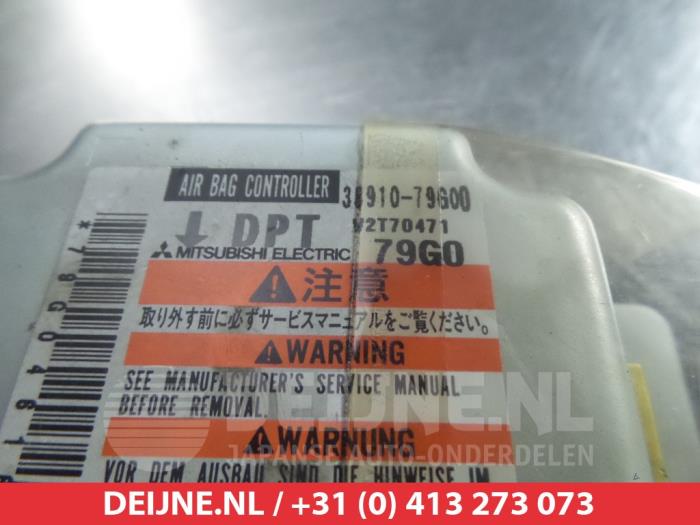 AIR BAG CONTROLLER 38910-79G00
↓ DPT W2T70471
MITSUBISHI ELECTRIC 79G0
注意
取り外す前に必ずサービスマニュアルをご覧ください。
WARNING
SEE MANUFACTURER'S SERVICE MANUAL
BEFORE REMOVAL.
WARNUNG
VOR DEM AUSBAU SIND DIE HINWEISE IM
*79G0461
DEIJNE.NL
JAPANSE AUTO-ONDERDELEN
DEIJNE.NL / +31 (0) 413 273 073